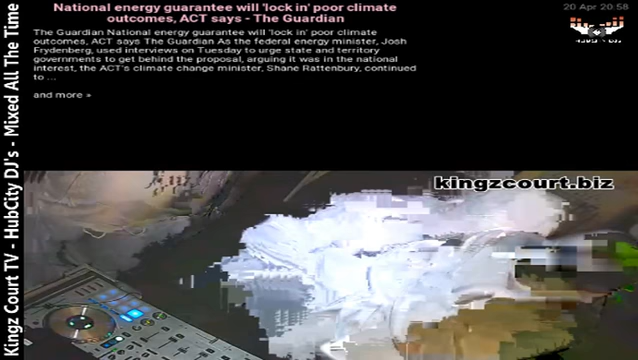 National energy guarantee will 'lock in' poor climate
outcomes, ACT says - The Guardian
20 Apr 20:58
The Guardian National energy guarantee will 'lock in' poor climate
outcomes, ACT says The Guardian As the federal energy minister, Josh
Frydenberg, used interviews on Tuesday to urge state and territory
governments to get behind the proposal, arguing it was in the national
interest, the ACT's climate change minister, Shane Rattenbury, continued
to ...
and more »
kingzcourt.biz
Kingz Court TV - HubCity DJ's - Mixed All The Time